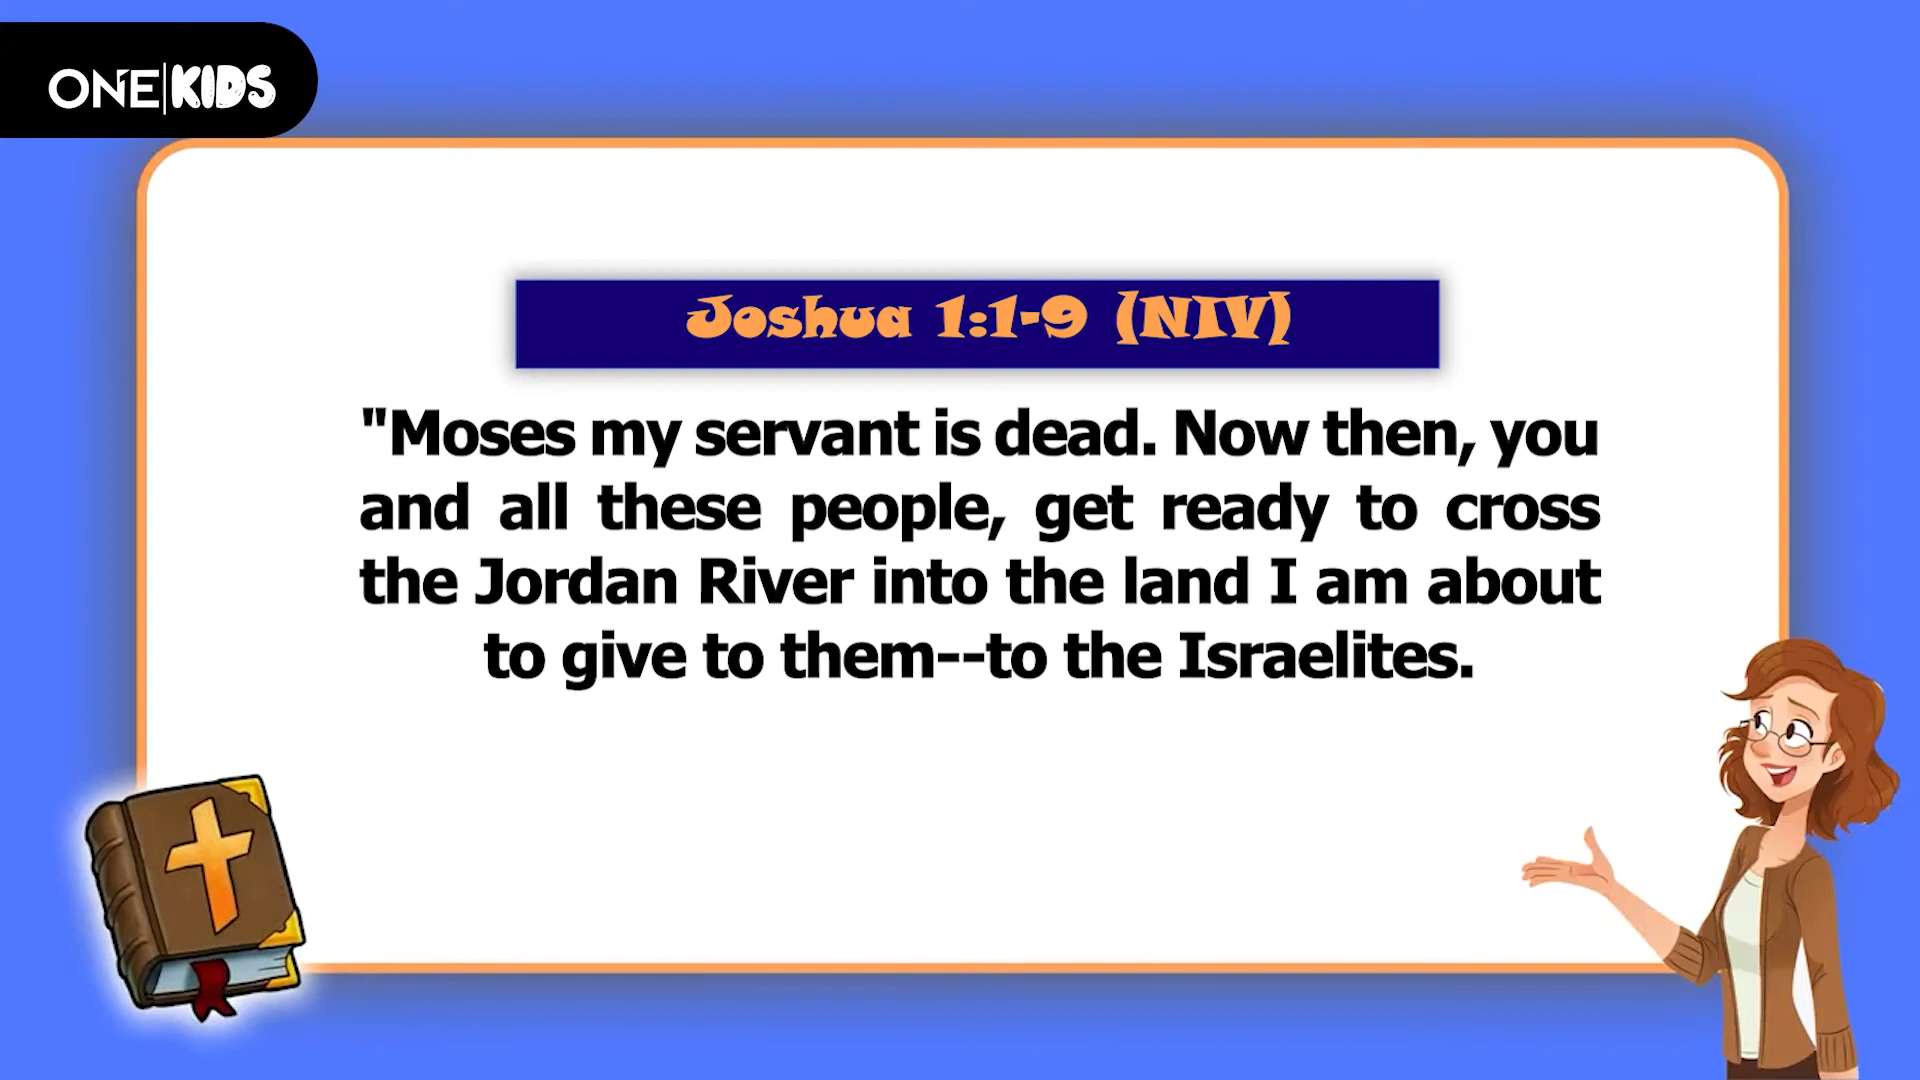 ONE|KIDS
Joshua 1:1-9 (NIV)
"Moses my servant is dead. Now then, you
and all these people, get ready to cross
the Jordan River into the land I am about
to give to them--to the Israelites.